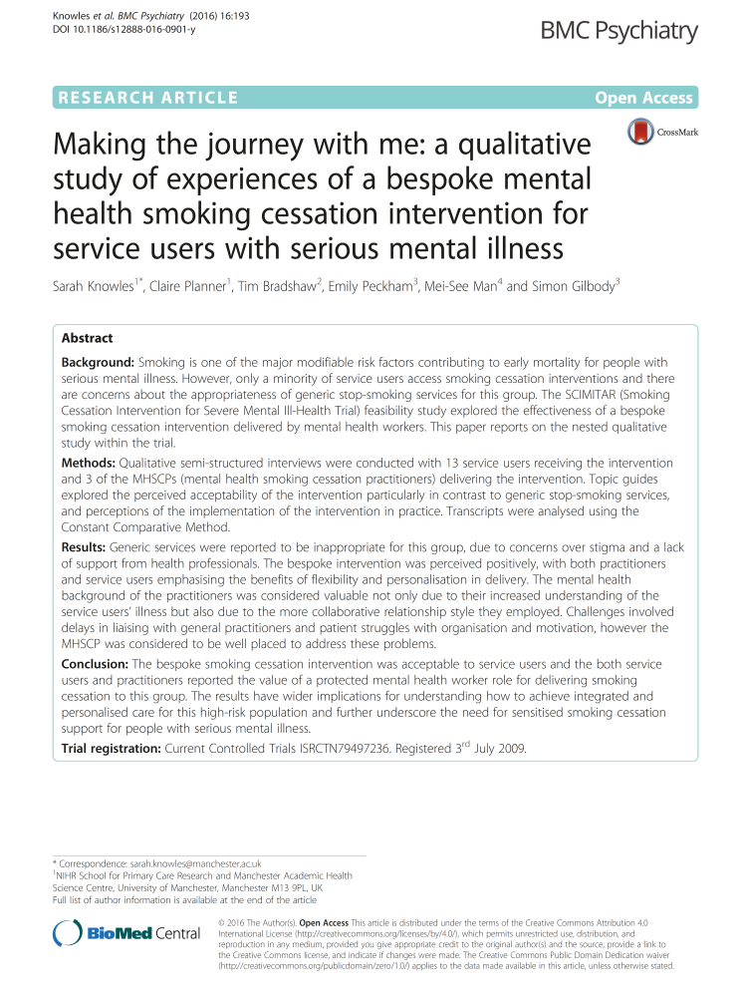 Knowles et al. BMC Psychiatry (2016) 16:193
DOI 10.1186/s12888-016-0901-y
BMC Psychiatry
RESEARCH ARTICLE
Open Access
CrossMark
Making the journey with me: a qualitative
study of experiences of a bespoke mental
health smoking cessation intervention for
service users with serious mental illness
Sarah Knowles1*, Claire Planner1, Tim Bradshaw2, Emily Peckham3, Mei-See Man4 and Simon Gilbody3
Abstract
Background: Smoking is one of the major modifiable risk factors contributing to early mortality for people with
serious mental illness. However, only a minority of service users access smoking cessation interventions and there
are concerns about the appropriateness of generic stop-smoking services for this group. The SCIMITAR (Smoking
Cessation Intervention for Severe Mental Ill-Health Trial) feasibility study explored the effectiveness of a bespoke
smoking cessation intervention delivered by mental health workers. This paper reports on the nested qualitative
study within the trial.
Methods: Qualitative semi-structured interviews were conducted with 13 service users receiving the intervention
and 3 of the MHSCPs (mental health smoking cessation practitioners) delivering the intervention. Topic guides
explored the perceived acceptability of the intervention particularly in contrast to generic stop-smoking services,
and perceptions of the implementation of the intervention in practice. Transcripts were analysed using the
Constant Comparative Method.
Results: Generic services were reported to be inappropriate for this group, due to concerns over stigma and a lack
of support from health professionals. The bespoke intervention was perceived positively, with both practitioners
and service users emphasising the benefits of flexibility and personalisation in delivery. The mental health
background of the practitioners was considered valuable not only due to their increased understanding of the
service users' illness but also due to the more collaborative relationship style they employed. Challenges involved
delays in liaising with general practitioners and patient struggles with organisation and motivation, however the
MHSCP was considered to be well placed to address these problems.
Conclusion: The bespoke smoking cessation intervention was acceptable to service users and the both service
users and practitioners reported the value of a protected mental health worker role for delivering smoking
cessation to this group. The results have wider implications for understanding how to achieve integrated and
personalised care for this high-risk population and further underscore the need for sensitised smoking cessation
support for people with serious mental illness.
Trial registration: Current Controlled Trials ISRCTN79497236. Registered 3rd July 2009.
* Correspondence: sarah.knowles@manchester.ac.uk
1NIHR School for Primary Care Research and Manchester Academic Health
Science Centre, University of Manchester, Manchester M13 9PL, UK
Full list of author information is available at the end of the article
BioMed Central
© 2016 The Author(s). Open Access This article is distributed under the terms of the Creative Commons Attribution 4.0
International License (http://creativecommons.org/licenses/by/4.0/), which permits unrestricted use, distribution, and
reproduction in any medium, provided you give appropriate credit to the original author(s) and the source, provide a link to
the Creative Commons license, and indicate if changes were made. The Creative Commons Public Domain Dedication waiver
(http://creativecommons.org/publicdomain/zero/1.0/) applies to the data made available in this article, unless otherwise stated.